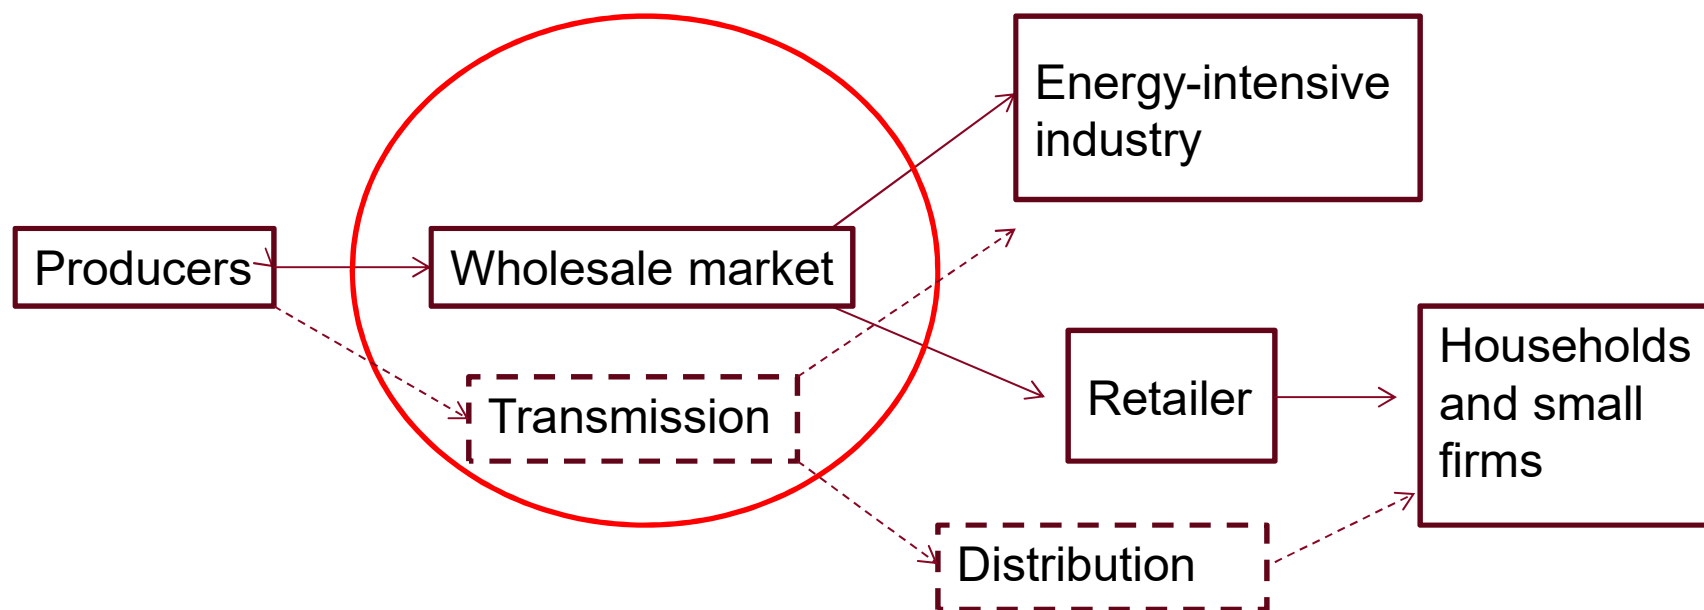 Energy-intensive
industry
Producers
Wholesale market
Transmission
Retailer
Households
and small
firms
Distribution